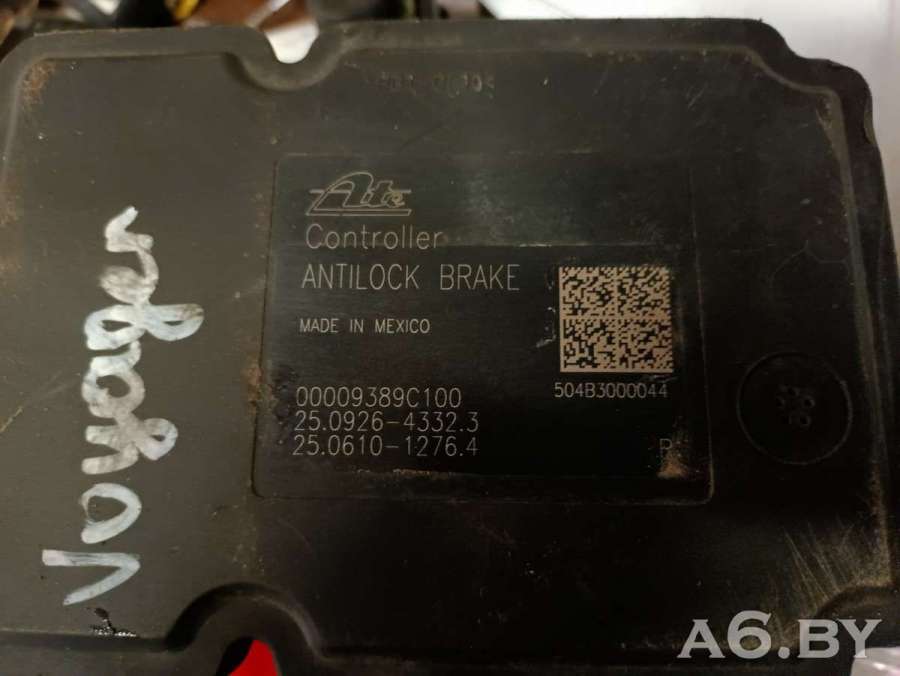 Ate
Controller
ANTILOCK BRAKE
MADE IN MEXICO
504B3000044
00009389C100
25.0926-4332.3
25.0610-1276.4
Voyager
A6.BY